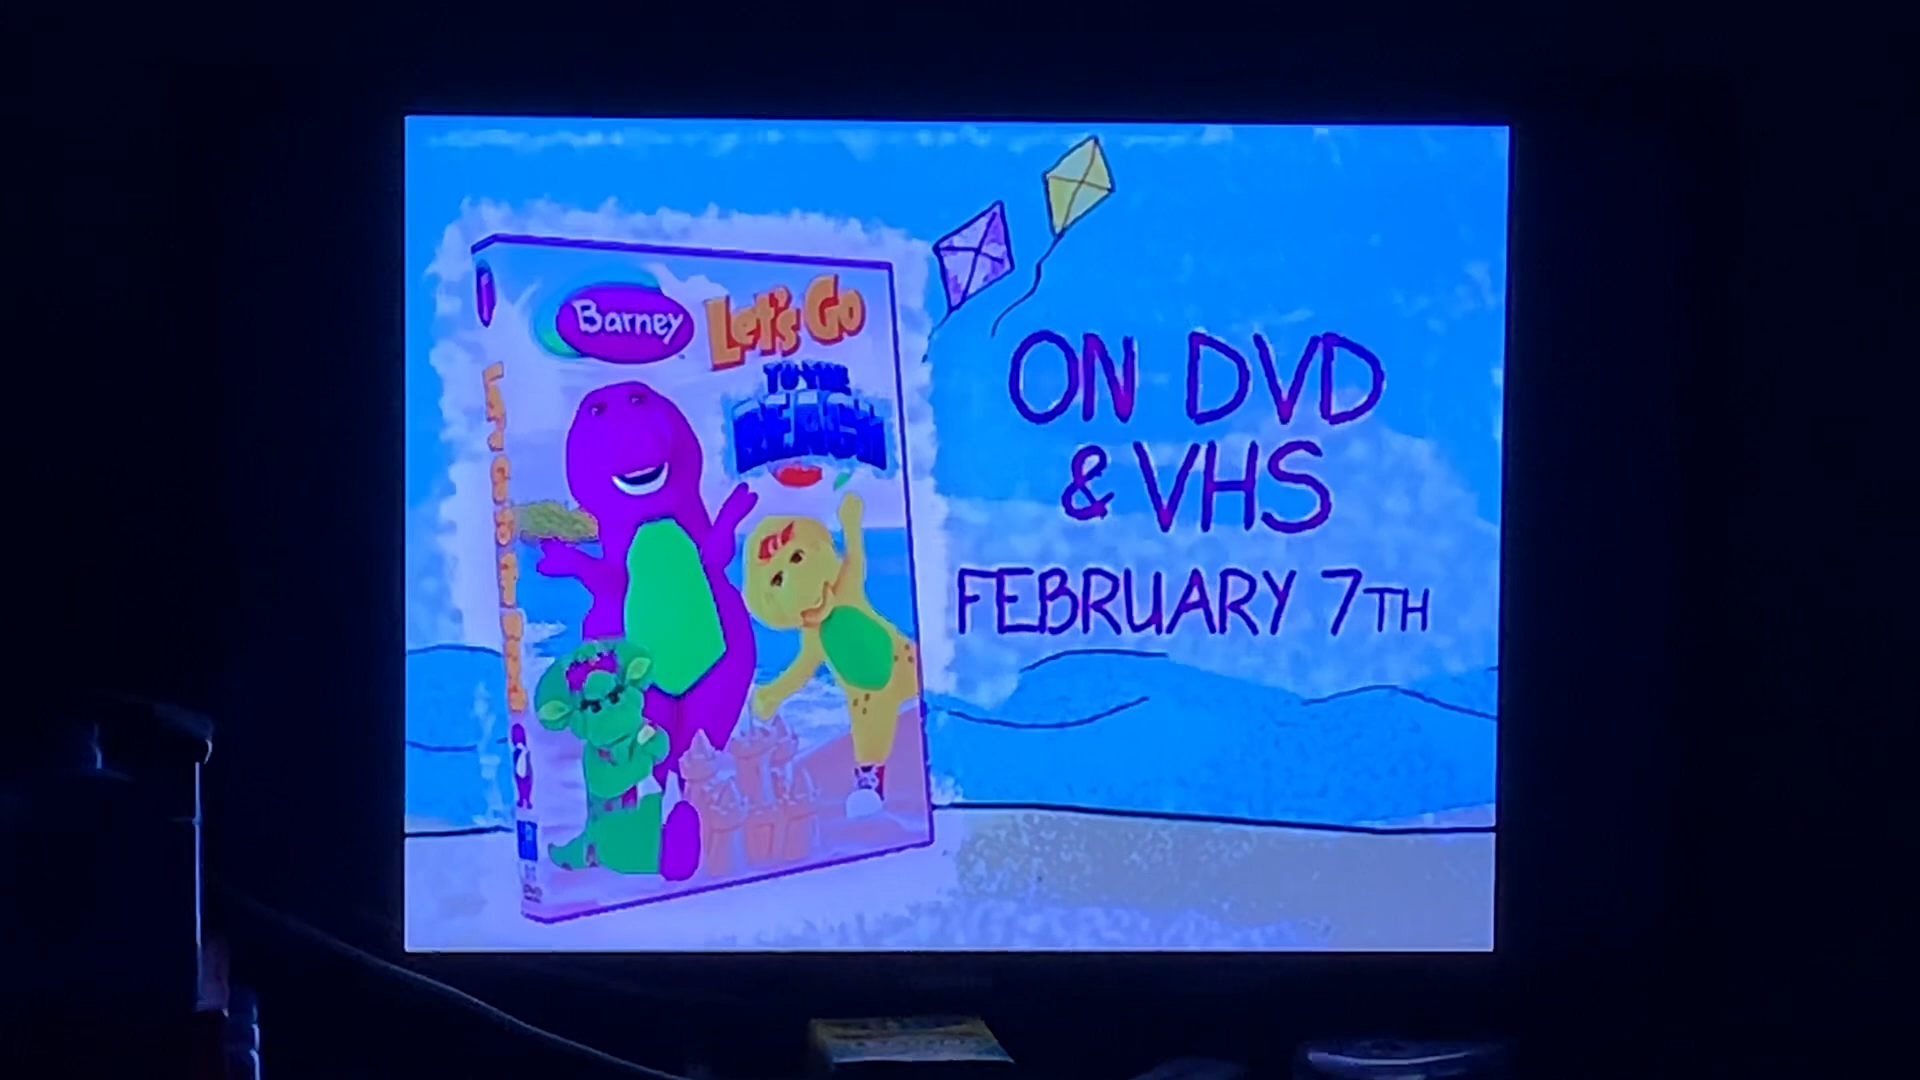 Barney
Let's Go
TO THE
BEACH
ON DVD
& VHS
FEBRUARY 7TH